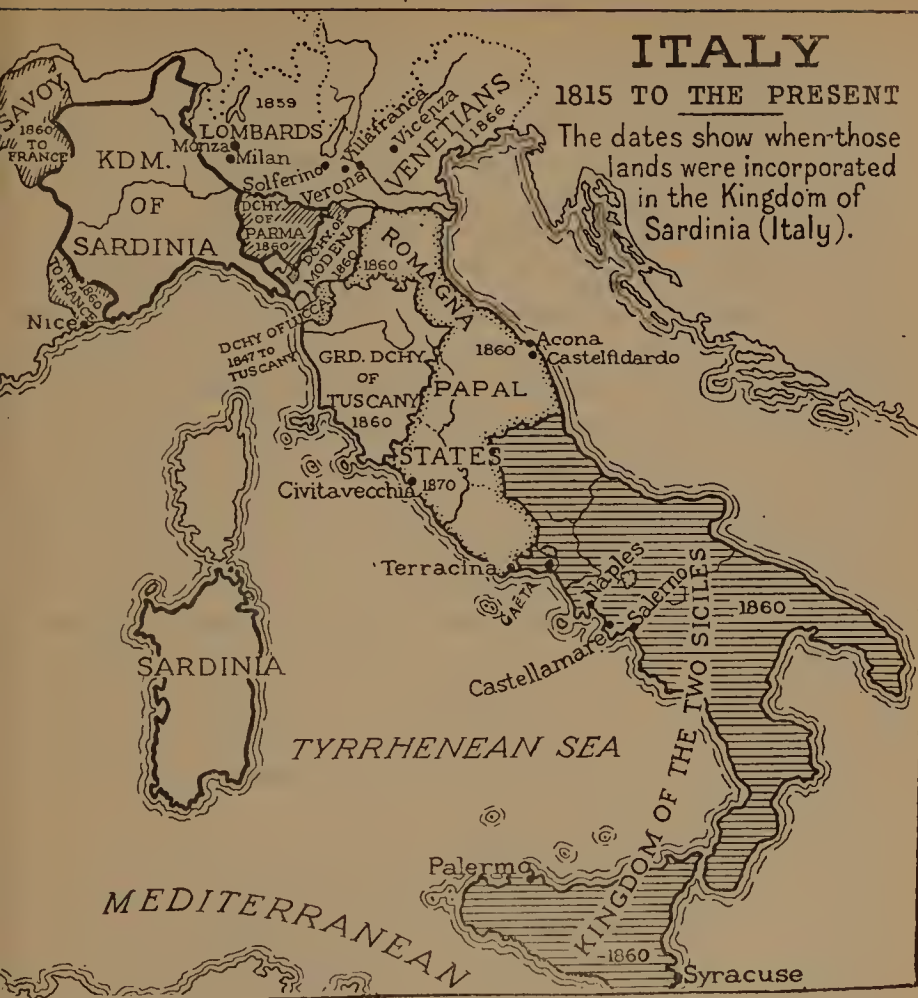 ITALY
1815 TO THE PRESENT
The dates show when those
lands were incorporated
in the Kingdom of
Sardinia (Italy).
SAVOY
1860
TO
FRANCE
KDM.
OF
SARDINIA
1859
LOMBARDS
Monza
Milan
Solferino
Verona
Villafranca
Vicenza
VENETIANS
1866
DCHY
OF
PARMA
1860
DCHY OF
MODENA
1860
ROMAGNA
1860
TO FRANCE
1860
Nice
DCHY OF LUCCA
1847 TO
TUSCANY
GRD. DCHY
OF
TUSCANY
1860
1860
Acona
Castelfidardo
PAPAL
STATES
Civitavecchia
1870
Terracina
GAËTA
Naples
Salerno
Castellamare
1860
KINGDOM OF THE TWO SICILES
SARDINIA
TYRRHENEAN SEA
Palermo
MEDITERRANEAN
1860
Syracuse